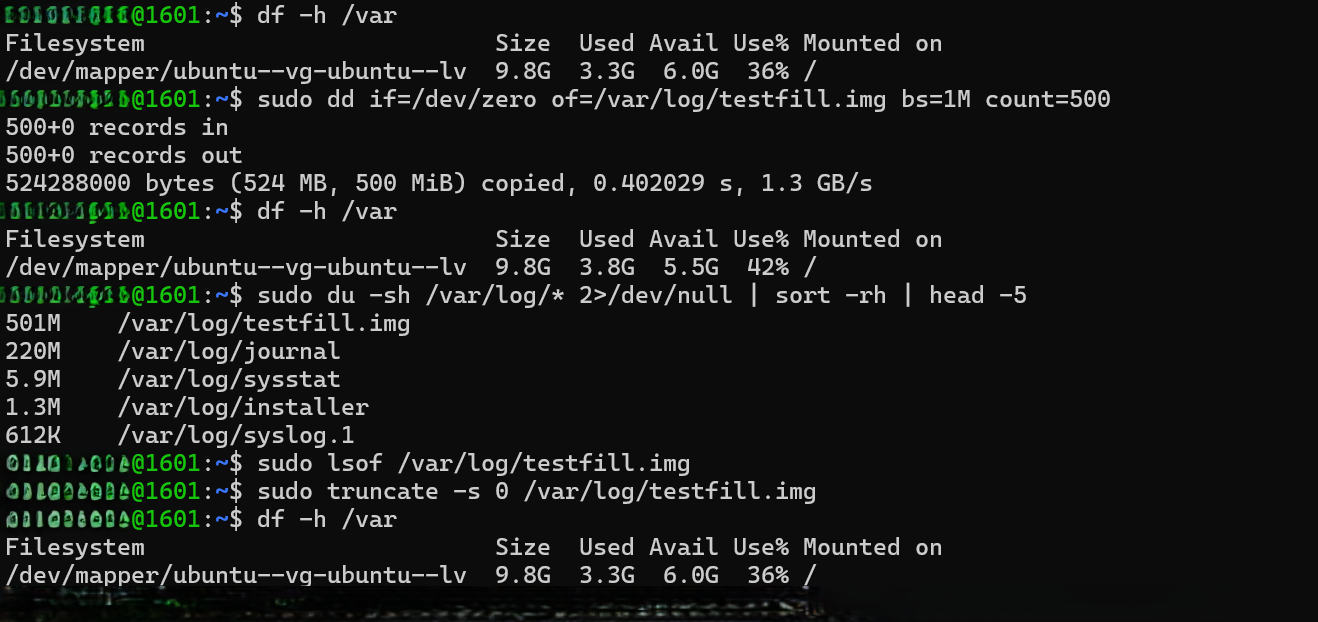 @1601:~$ df -h /var
Filesystem                         Size  Used Avail Use% Mounted on
/dev/mapper/ubuntu--vg-ubuntu--lv  9.8G  3.3G  6.0G  36% /
@1601:~$ sudo dd if=/dev/zero of=/var/log/testfill.img bs=1M count=500
500+0 records in
500+0 records out
524288000 bytes (524 MB, 500 MiB) copied, 0.402029 s, 1.3 GB/s
@1601:~$ df -h /var
Filesystem                         Size  Used Avail Use% Mounted on
/dev/mapper/ubuntu--vg-ubuntu--lv  9.8G  3.8G  5.5G  42% /
@1601:~$ sudo du -sh /var/log/* 2>/dev/null | sort -rh | head -5
501M    /var/log/testfill.img
220M    /var/log/journal
5.9M    /var/log/sysstat
1.3M    /var/log/installer
612K    /var/log/syslog.1
@1601:~$ sudo lsof /var/log/testfill.img
@1601:~$ sudo truncate -s 0 /var/log/testfill.img
@1601:~$ df -h /var
Filesystem                         Size  Used Avail Use% Mounted on
/dev/mapper/ubuntu--vg-ubuntu--lv  9.8G  3.3G  6.0G  36% /